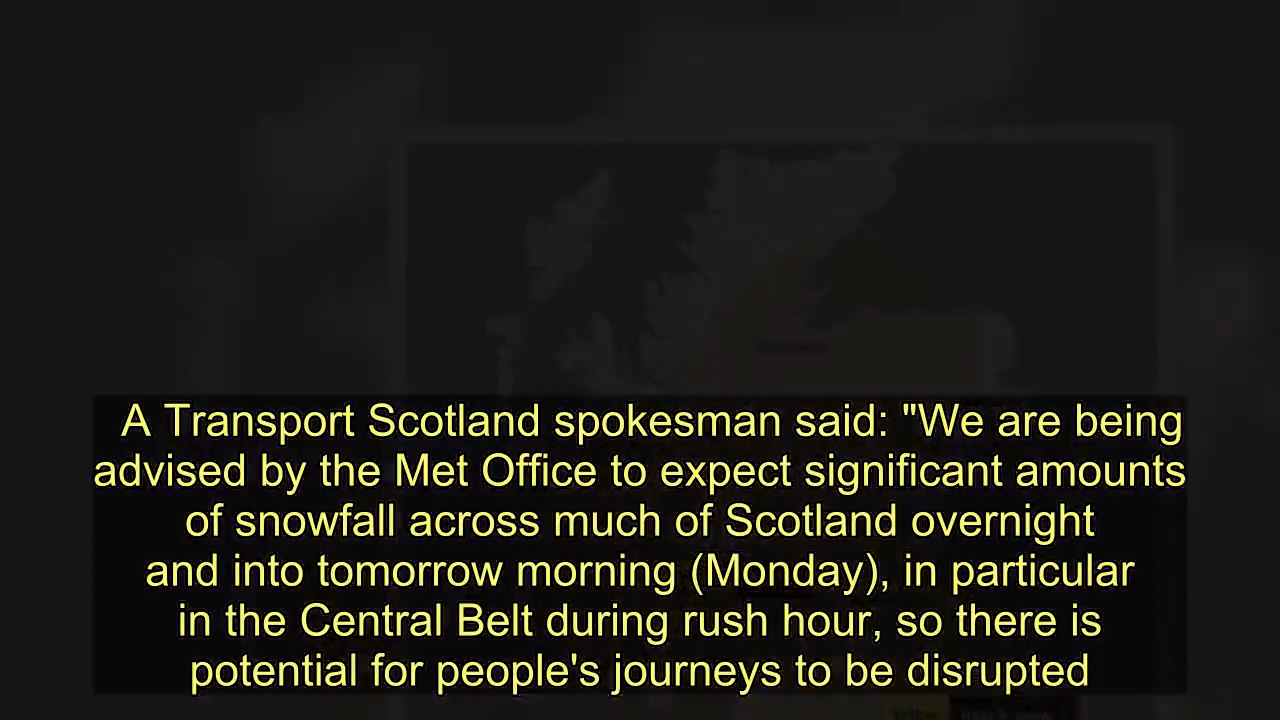 A Transport Scotland spokesman said: "We are being
advised by the Met Office to expect significant amounts
of snowfall across much of Scotland overnight
and into tomorrow morning (Monday), in particular
in the Central Belt during rush hour, so there is
potential for people's journeys to be disrupted